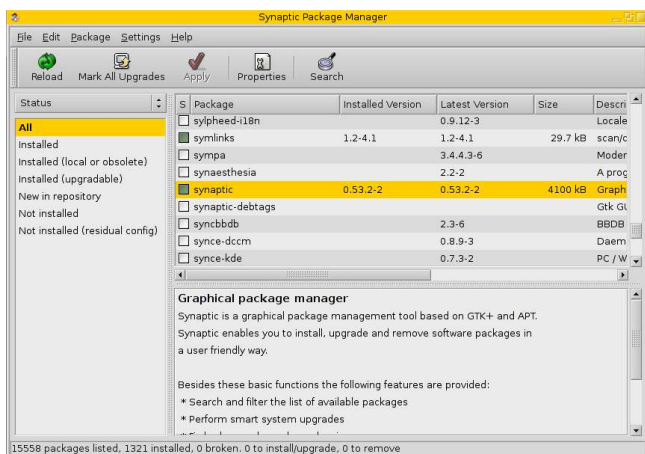 Synaptic Package Manager
File Edit Package Settings Help
Reload Mark All Upgrades Apply Properties Search
Status
All
Installed
Installed (local or obsolete)
Installed (upgradable)
New in repository
Not installed
Not installed (residual config)
S Package Installed Version Latest Version Size Descri
sylpheed-i18n 0.9.12-3 Locale
symlinks 1.2-4.1 1.2-4.1 29.7 kB scan/c
sympa 3.4.4.3-6 Moder
synaesthesia 2.2-2 A prog
synaptic 0.53.2-2 0.53.2-2 4100 kB Graph
synaptic-debtags Gtk GU
syncbbdb 2.3-6 BBDB
synce-dccm 0.8.9-3 Daem
synce-kde 0.7.3-2 PC / W
Graphical package manager
Synaptic is a graphical package management tool based on GTK+ and APT.
Synaptic enables you to install, upgrade and remove software packages in
a user friendly way.
Besides these basic functions the following features are provided:
* Search and filter the list of available packages
* Perform smart system upgrades
15558 packages listed, 1321 installed, 0 broken. 0 to install/upgrade, 0 to remove